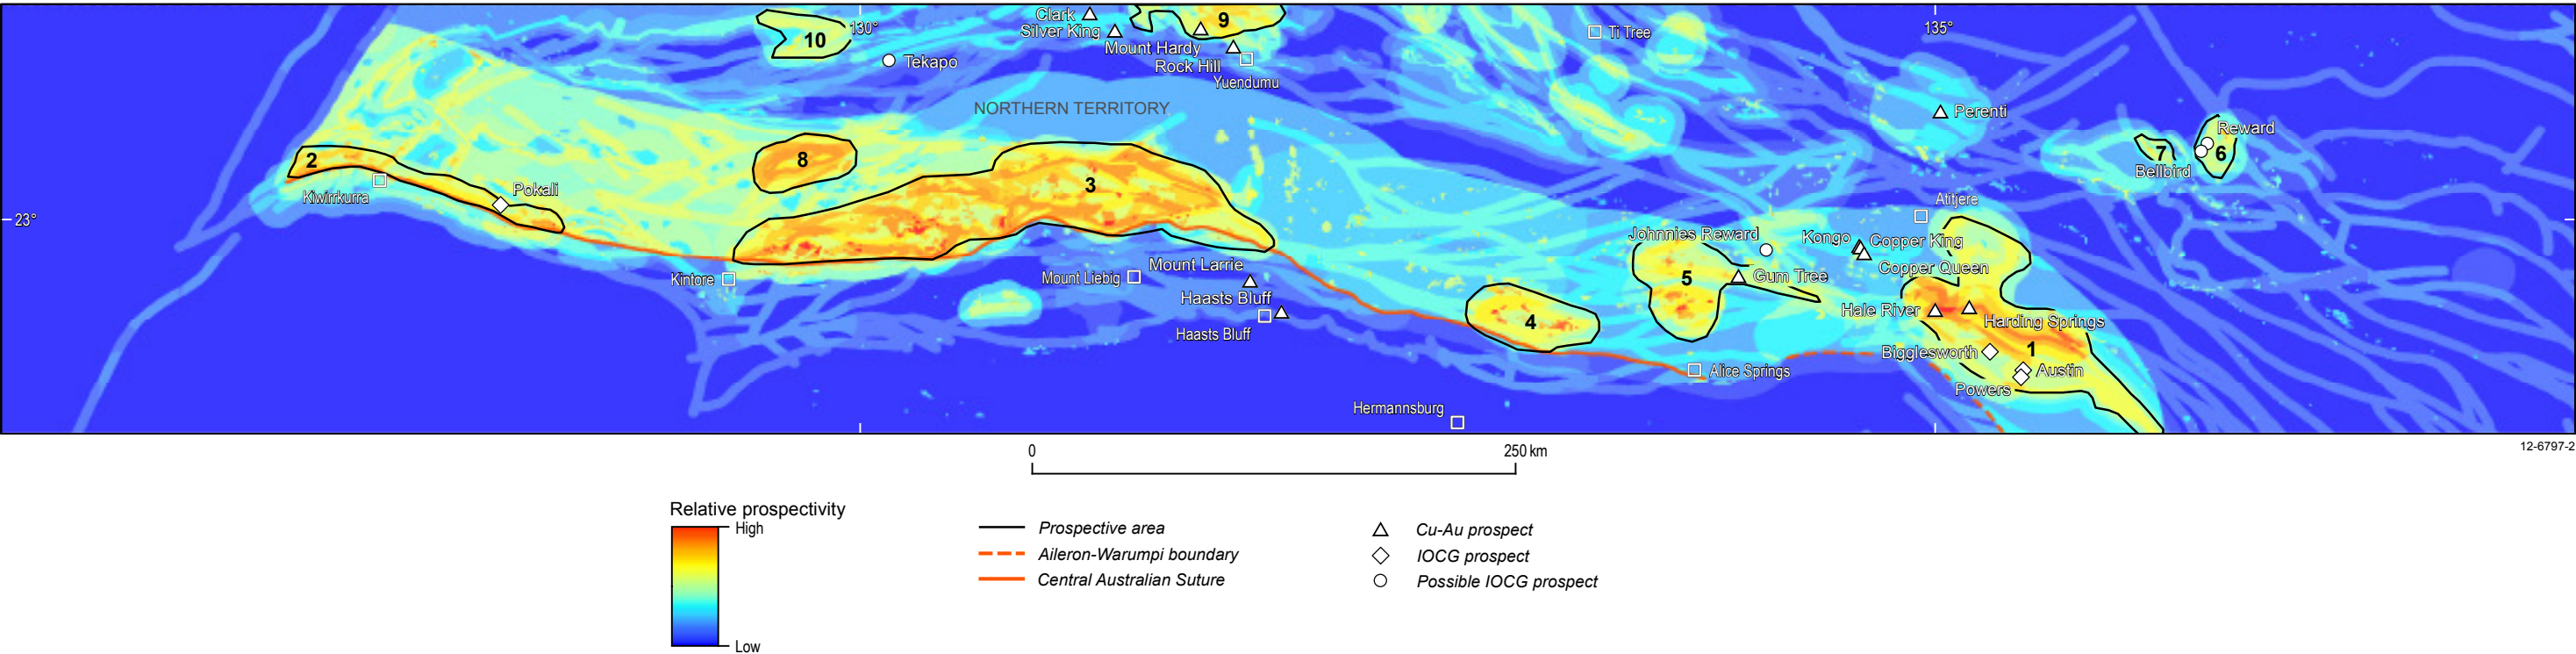 Clark
9
130°
135°
Silver King
10
Ti Tree
Mount Hardy
Tekapo
Rock Hill
Yuendumu
NORTHERN TERRITORY
Perenti
Reward
2
8
7
6
Bellbird
Kiwirrkurra
Pokali
3
Atitjere
23°
Johnnies Reward
Kongo
Copper King
Mount Larrie
Copper Queen
Kintore
Mount Liebig
5
Gum Tree
Haasts Bluff
Hale River
Harding Springs
4
Haasts Bluff
Bigglesworth
1
Alice Springs
Austin
Powers
Hermannsburg
12-6797-2
0
250 km
Relative prospectivity
High
Low
Prospective area
Aileron-Warumpi boundary
Central Australian Suture
Cu-Au prospect
IOCG prospect
Possible IOCG prospect